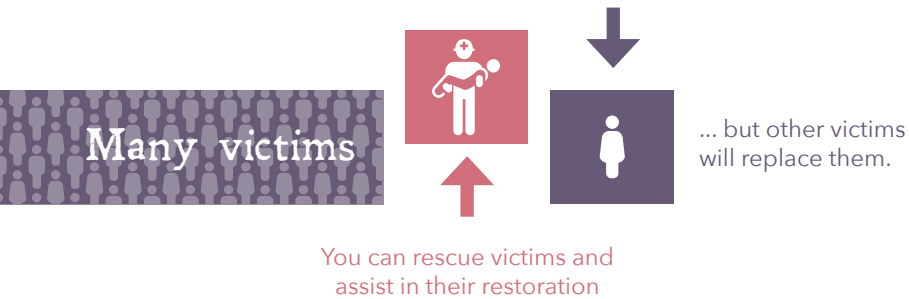 Many victims
... but other victims
will replace them.
You can rescue victims and
assist in their restoration